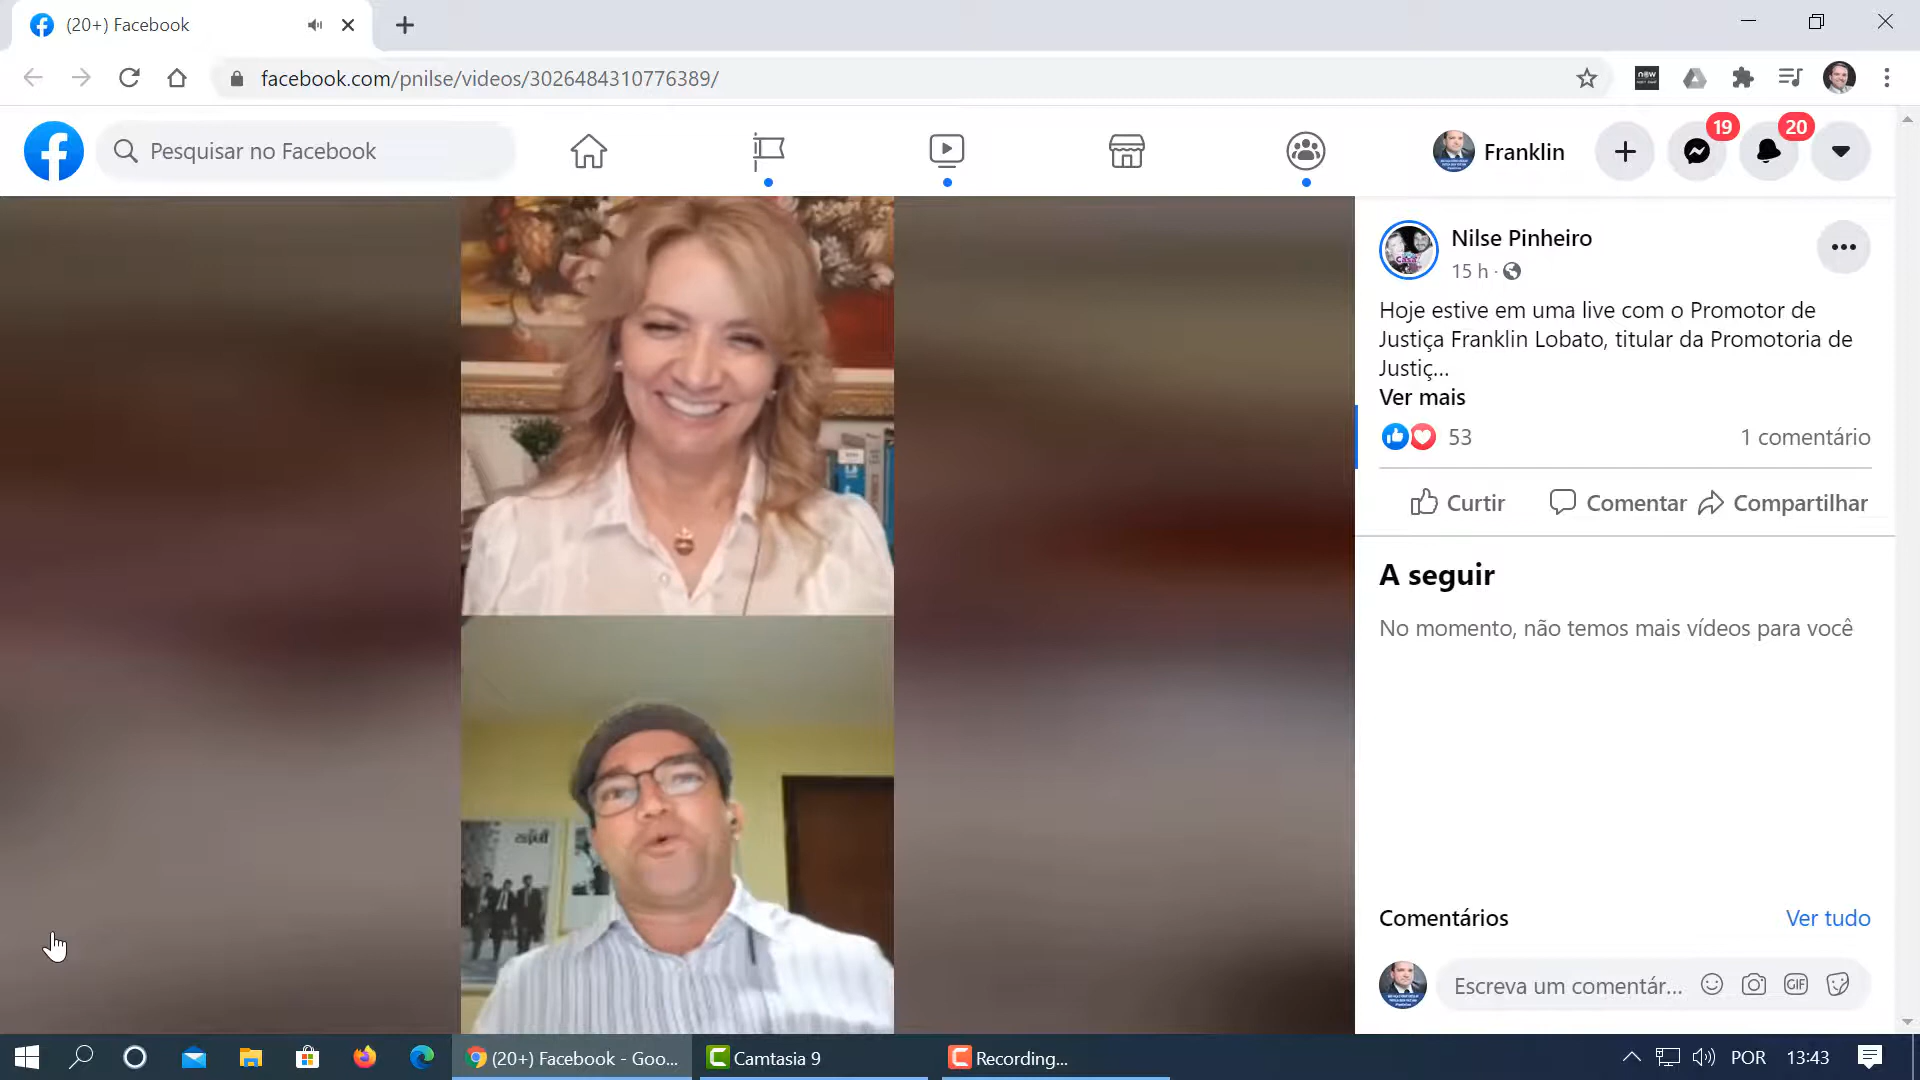 (20+) Facebook
facebook.com/pnilse/videos/3026484310776389/
Pesquisar no Facebook
Franklin
19
20
Nilse Pinheiro
15 h ·
Hoje estive em uma live com o Promotor de
Justiça Franklin Lobato, titular da Promotoria de
Justiç...
Ver mais
53
1 comentário
Curtir
Comentar
Compartilhar
A seguir
No momento, não temos mais vídeos para você
Comentários
Ver tudo
Escreva um comentár...
GIF
(20+) Facebook - Goo...
Camtasia 9
Recording...
POR
13:43